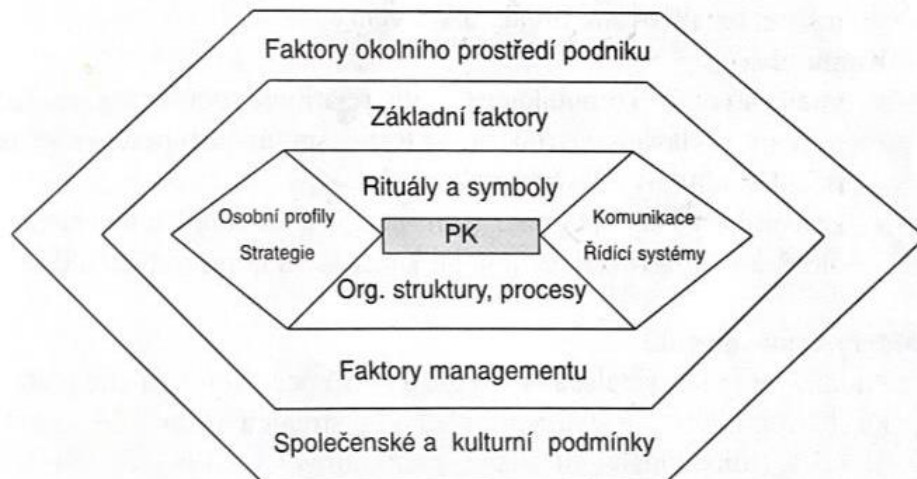 Faktory okolního prostředí podniku
Základní faktory
Rituály a symboly
Osobní profily
Strategie
PK
Komunikace
Řídící systémy
Org. struktury, procesy
Faktory managementu
Společenské a kulturní podmínky